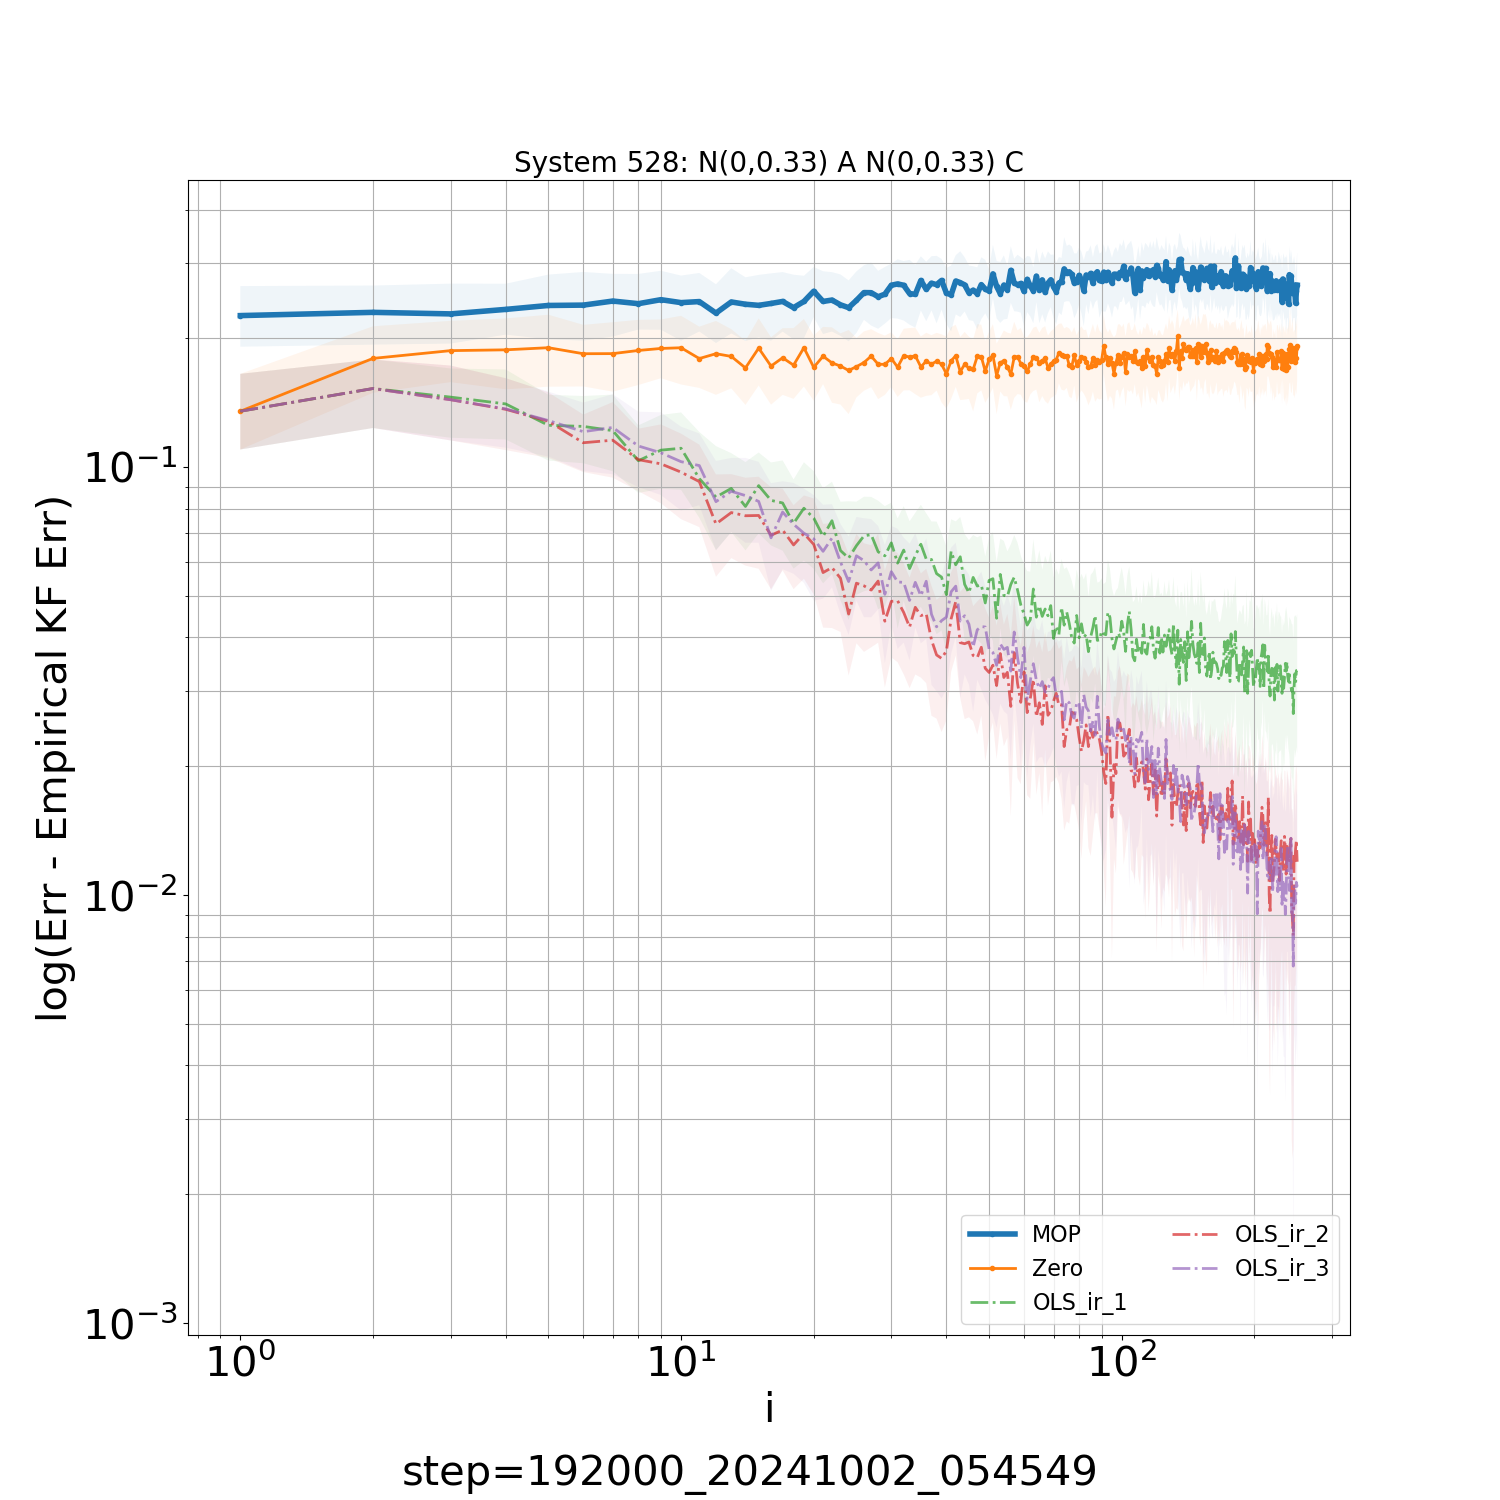 System 528: N(0,0.33) A N(0,0.33) C
log(Err - Empirical KF Err)
10⁻¹
10⁻²
10⁻³
10⁰ 10¹ 10²
i
MOP
Zero
OLS_ir_1
OLS_ir_2
OLS_ir_3
step=192000_20241002_054549